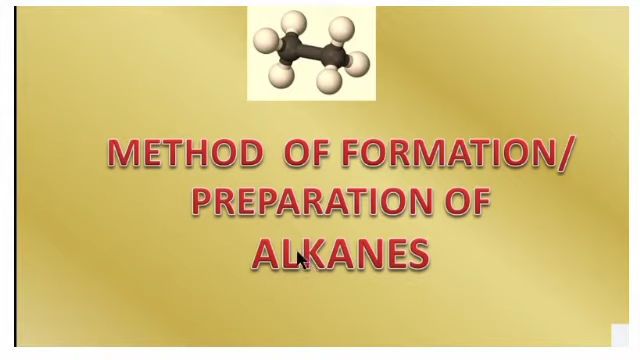 METHOD OF FORMATION/
PREPARATION OF
ALKANES